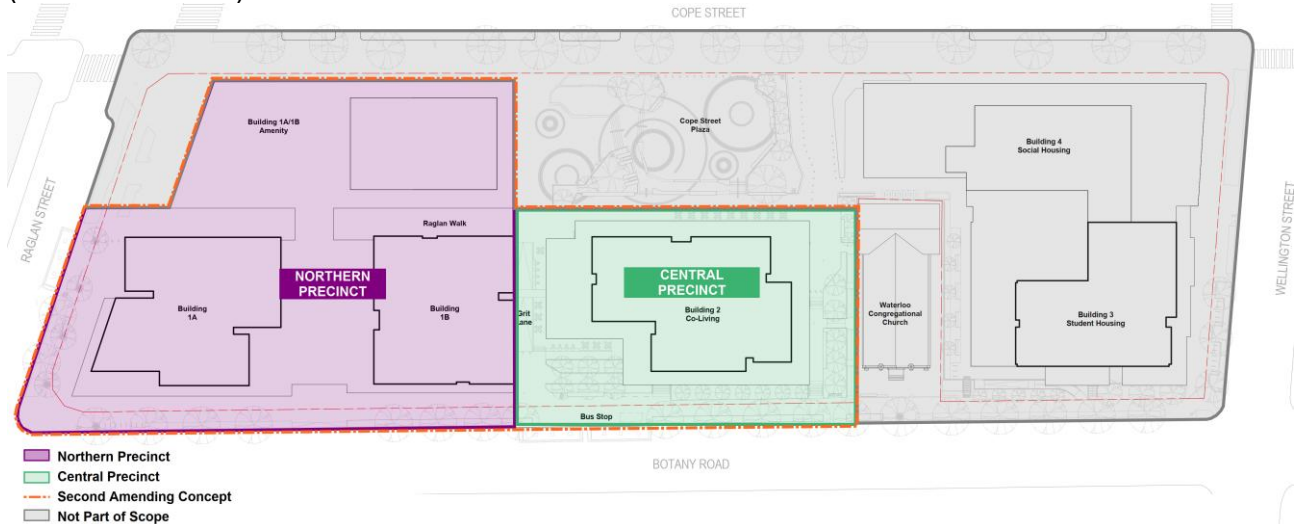 COPE STREET
Building 1A/1B
Amenity
Cope Street
Plaza
Building 4
Social Housing
RAGLAN STREET
WELLINGTON STREET
Raglan Walk
NORTHERN
PRECINCT
CENTRAL
PRECINCT
Building
1A
Building
1B
Grit
Lane
Building 2
Co-Living
Waterloo
Congregational
Church
Building 3
Student Housing
Bus Stop
BOTANY ROAD
Northern Precinct
Central Precinct
Second Amending Concept
Not Part of Scope